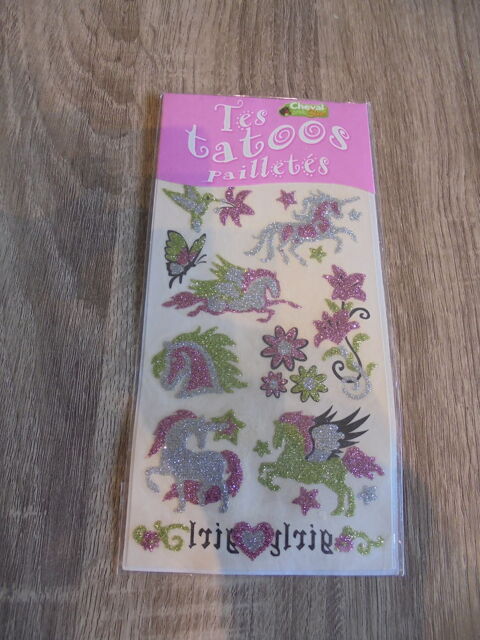 Cheval
Tes
tatoos
pailletés
girly girl